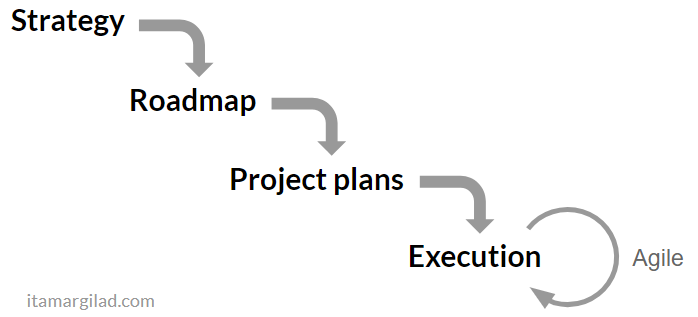 Strategy
Roadmap
Project plans
Execution
Agile
itamargilad.com